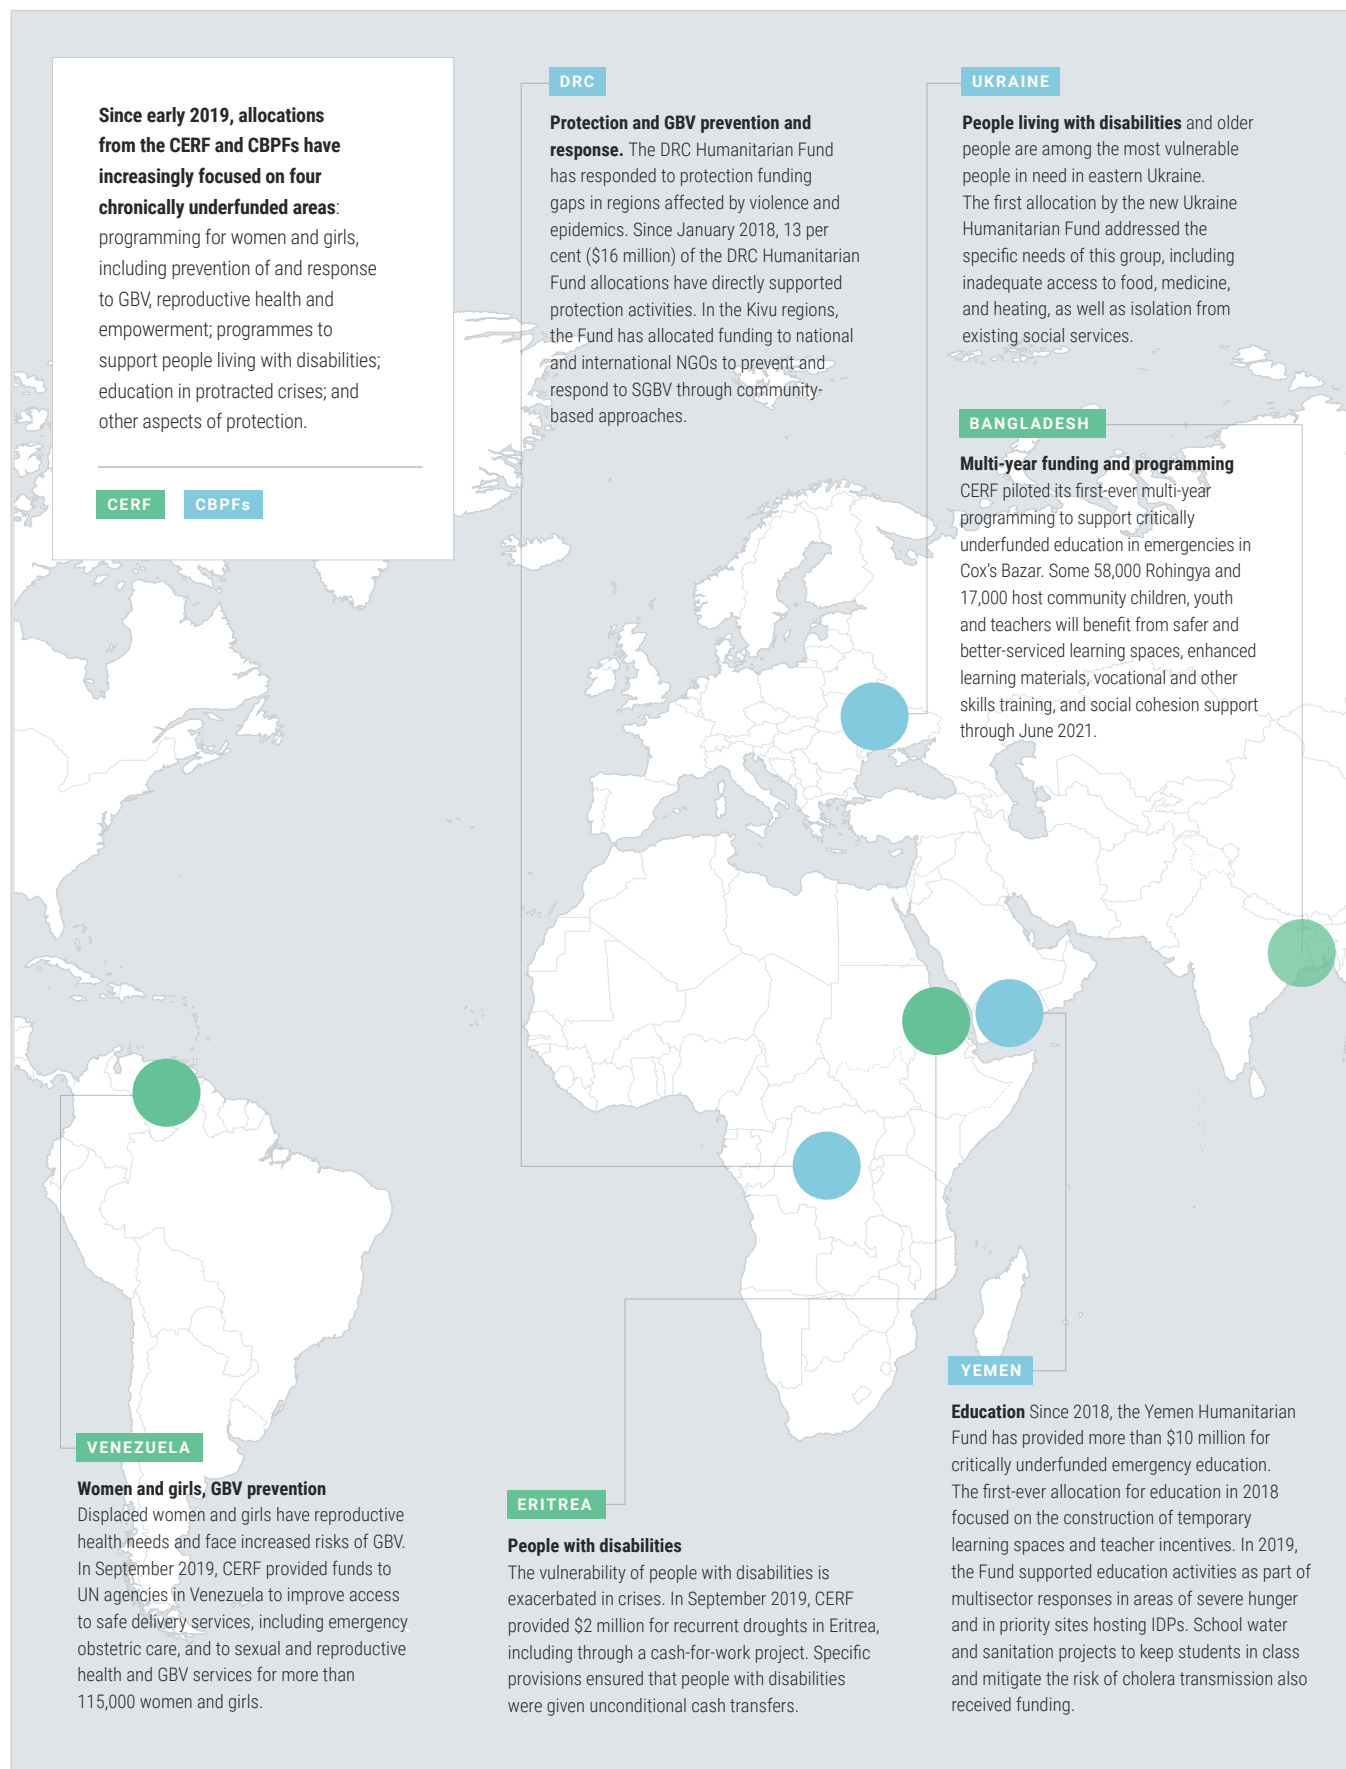 Since early 2019, allocations
from the CERF and CBPFs have
increasingly focused on four
chronically underfunded areas:
programming for women and girls,
including prevention of and response
to GBV, reproductive health and
empowerment; programmes to
support people living with disabilities;
education in protracted crises; and
other aspects of protection.
CERF CBPFs
DRC
Protection and GBV prevention and
response. The DRC Humanitarian Fund
has responded to protection funding
gaps in regions affected by violence and
epidemics. Since January 2018, 13 per
cent ($16 million) of the DRC Humanitarian
Fund allocations have directly supported
protection activities. In the Kivu regions,
the Fund has allocated funding to national
and international NGOs to prevent and
respond to SGBV through community-
based approaches.
UKRAINE
People living with disabilities and older
people are among the most vulnerable
people in need in eastern Ukraine.
The first allocation by the new Ukraine
Humanitarian Fund addressed the
specific needs of this group, including
inadequate access to food, medicine,
and heating, as well as isolation from
existing social services.
BANGLADESH
Multi-year funding and programming
CERF piloted its first-ever multi-year
programming to support critically
underfunded education in emergencies in
Cox's Bazar. Some 58,000 Rohingya and
17,000 host community children, youth
and teachers will benefit from safer and
better-serviced learning spaces, enhanced
learning materials, vocational and other
skills training, and social cohesion support
through June 2021.
VENEZUELA
Women and girls, GBV prevention
Displaced women and girls have reproductive
health needs and face increased risks of GBV.
In September 2019, CERF provided funds to
UN agencies in Venezuela to improve access
to safe delivery services, including emergency
obstetric care, and to sexual and reproductive
health and GBV services for more than
115,000 women and girls.
ERITREA
People with disabilities
The vulnerability of people with disabilities is
exacerbated in crises. In September 2019, CERF
provided $2 million for recurrent droughts in Eritrea,
including through a cash-for-work project. Specific
provisions ensured that people with disabilities
were given unconditional cash transfers.
YEMEN
Education Since 2018, the Yemen Humanitarian
Fund has provided more than $10 million for
critically underfunded emergency education.
The first-ever allocation for education in 2018
focused on the construction of temporary
learning spaces and teacher incentives. In 2019,
the Fund supported education activities as part of
multisector responses in areas of severe hunger
and in priority sites hosting IDPs. School water
and sanitation projects to keep students in class
and mitigate the risk of cholera transmission also
received funding.